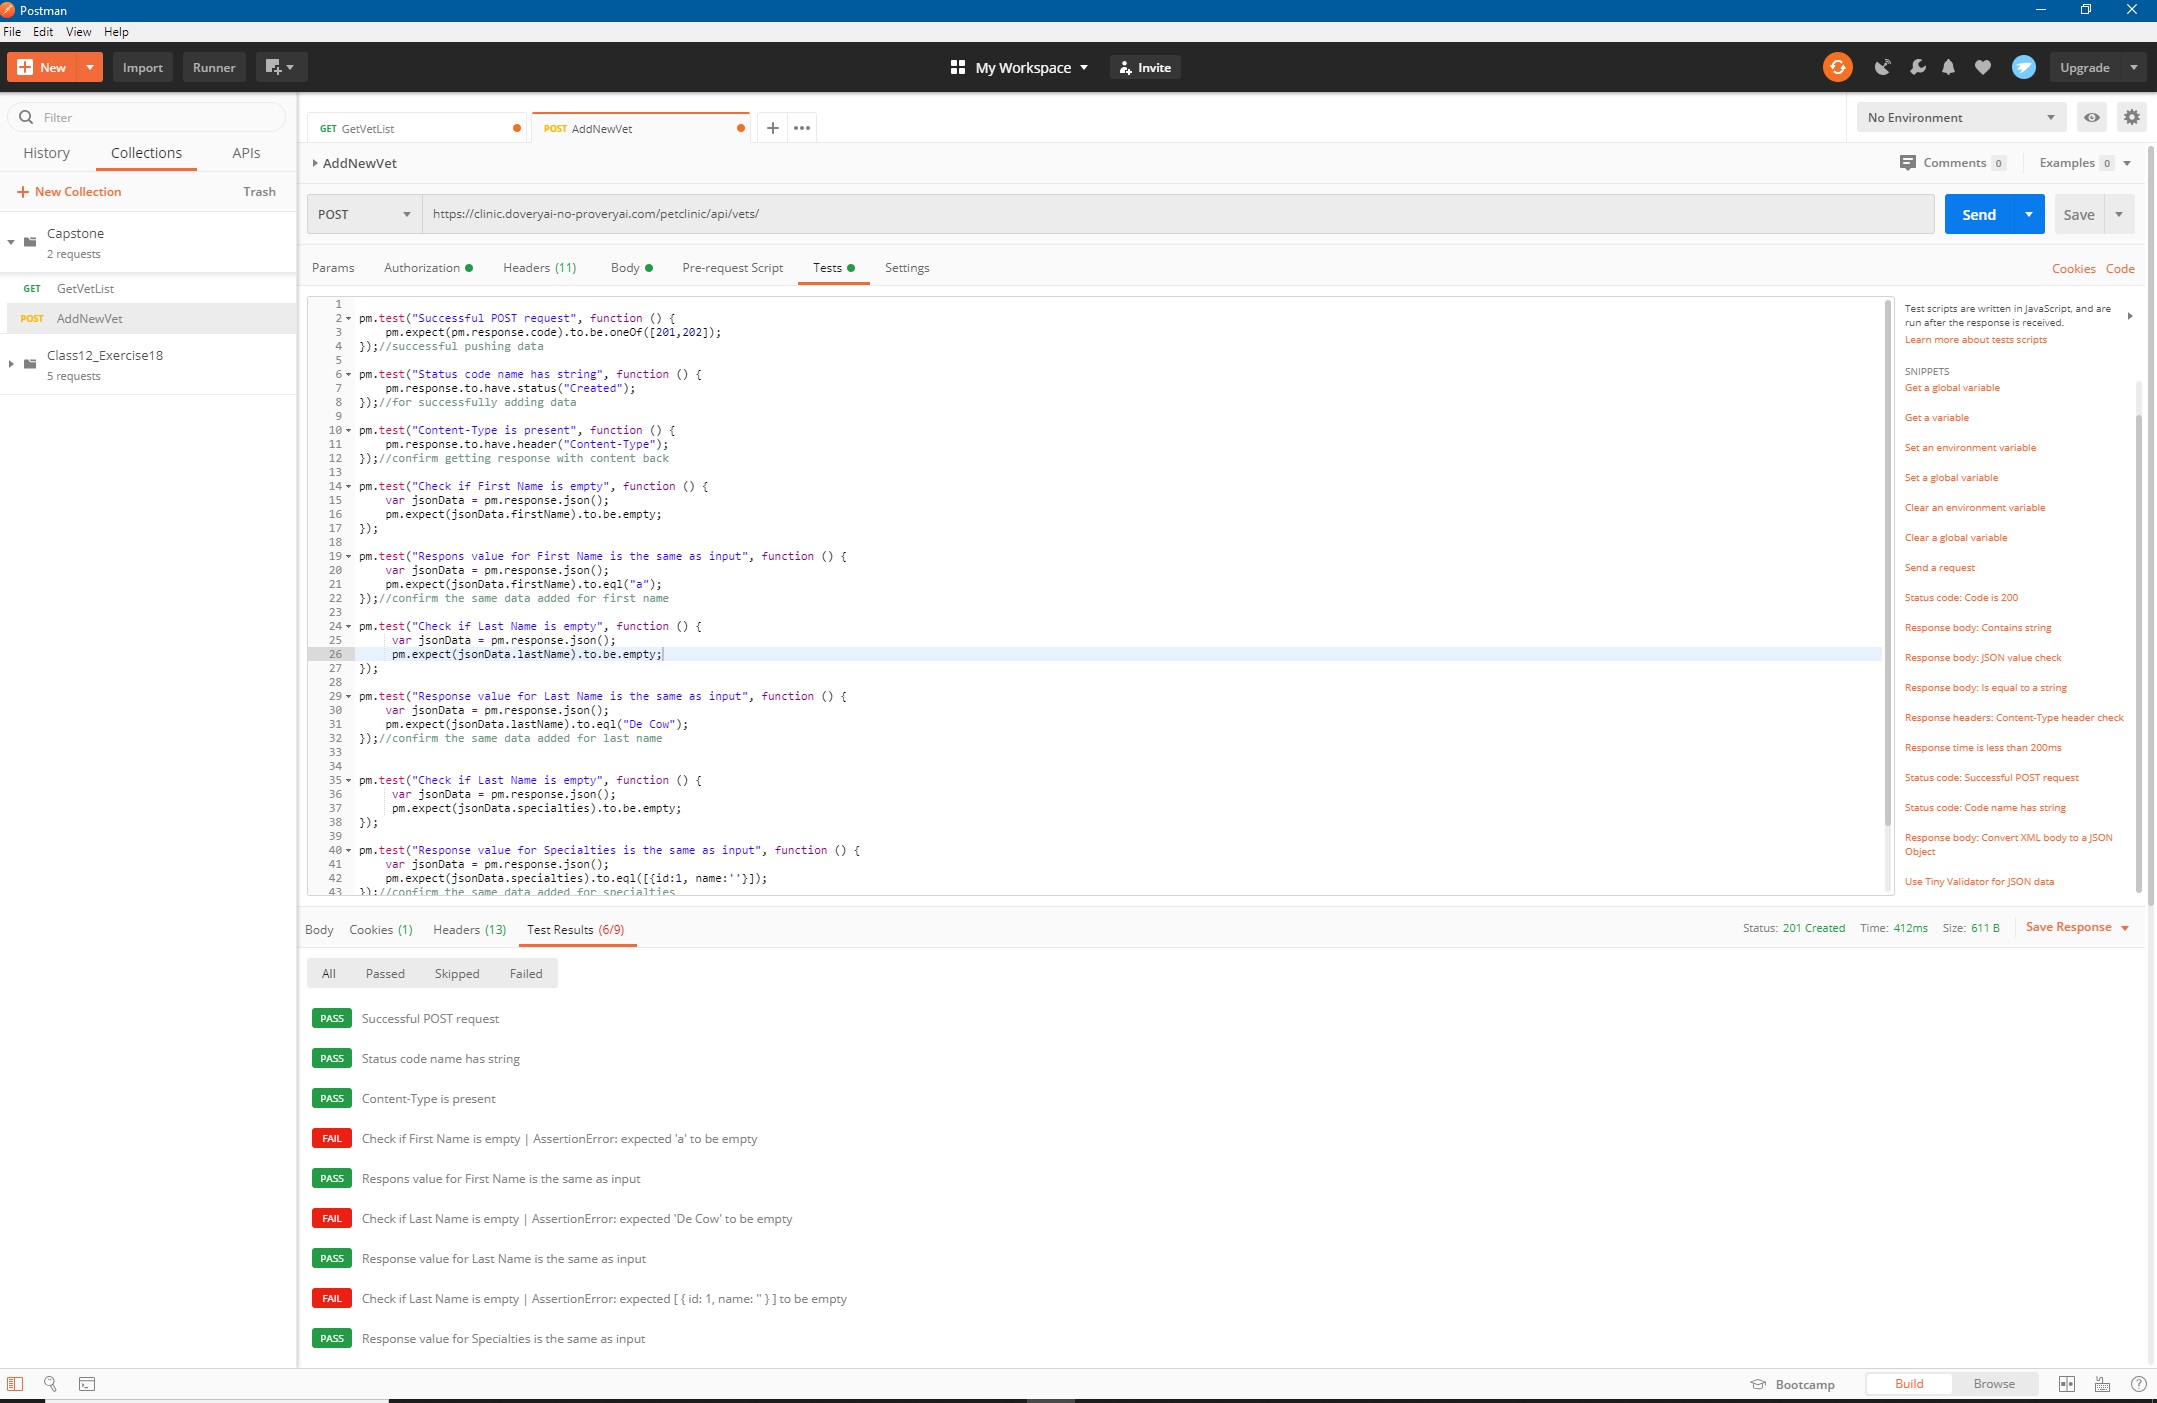 Postman
File Edit View Help
New Import Runner My Workspace Invite Upgrade
Filter
History Collections APIs
+ New Collection Trash
Capstone
2 requests
GET GetVetList
POST AddNewVet
Class12_Exercise18
5 requests
GET GetVetList POST AddNewVet + ••• No Environment
AddNewVet Comments 0 Examples 0
POST https://clinic.doveryai-no-proveryai.com/petclinic/api/vets/ Send Save
Params Authorization Headers (11) Body Pre-request Script Tests Settings Cookies Code
1
2 pm.test("Successful POST request", function () {
3 pm.expect(pm.response.code).to.be.oneOf([201,202]);
4 });//successful pushing data
5
6 pm.test("Status code name has string", function () {
7 pm.response.to.have.status("Created");
8 });//for successfully adding data
9
10 pm.test("Content-Type is present", function () {
11 pm.response.to.have.header("Content-Type");
12 });//confirm getting response with content back
13
14 pm.test("Check if First Name is empty", function () {
15 var jsonData = pm.response.json();
16 pm.expect(jsonData.firstName).to.be.empty;
17 });
18
19 pm.test("Respons value for First Name is the same as input", function () {
20 var jsonData = pm.response.json();
21 pm.expect(jsonData.firstName).to.eql("a");
22 });//confirm the same data added for first name
23
24 pm.test("Check if Last Name is empty", function () {
25 var jsonData = pm.response.json();
26 pm.expect(jsonData.lastName).to.be.empty;
27 });
28
29 pm.test("Response value for Last Name is the same as input", function () {
30 var jsonData = pm.response.json();
31 pm.expect(jsonData.lastName).to.eql("De Cow");
32 });//confirm the same data added for last name
33
34
35 pm.test("Check if Last Name is empty", function () {
36 var jsonData = pm.response.json();
37 pm.expect(jsonData.specialties).to.be.empty;
38 });
39
40 pm.test("Response value for Specialties is the same as input", function () {
41 var jsonData = pm.response.json();
42 pm.expect(jsonData.specialties).to.eql([{id:1, name:''}]);
43 });//confirm the same data added for specialties
Test scripts are written in JavaScript, and are
run after the response is received.
Learn more about tests scripts
SNIPPETS
Get a global variable
Get a variable
Set an environment variable
Set a global variable
Clear an environment variable
Clear a global variable
Send a request
Status code: Code is 200
Response body: Contains string
Response body: JSON value check
Response body: Is equal to a string
Response headers: Content-Type header check
Response time is less than 200ms
Status code: Successful POST request
Status code: Code name has string
Response body: Convert XML body to a JSON
Object
Use Tiny Validator for JSON data
Body Cookies (1) Headers (13) Test Results (6/9) Status: 201 Created Time: 412ms Size: 611 B Save Response
All Passed Skipped Failed
PASS Successful POST request
PASS Status code name has string
PASS Content-Type is present
FAIL Check if First Name is empty | AssertionError: expected 'a' to be empty
PASS Respons value for First Name is the same as input
FAIL Check if Last Name is empty | AssertionError: expected 'De Cow' to be empty
PASS Response value for Last Name is the same as input
FAIL Check if Last Name is empty | AssertionError: expected [ { id: 1, name: '' } ] to be empty
PASS Response value for Specialties is the same as input
Bootcamp Build Browse